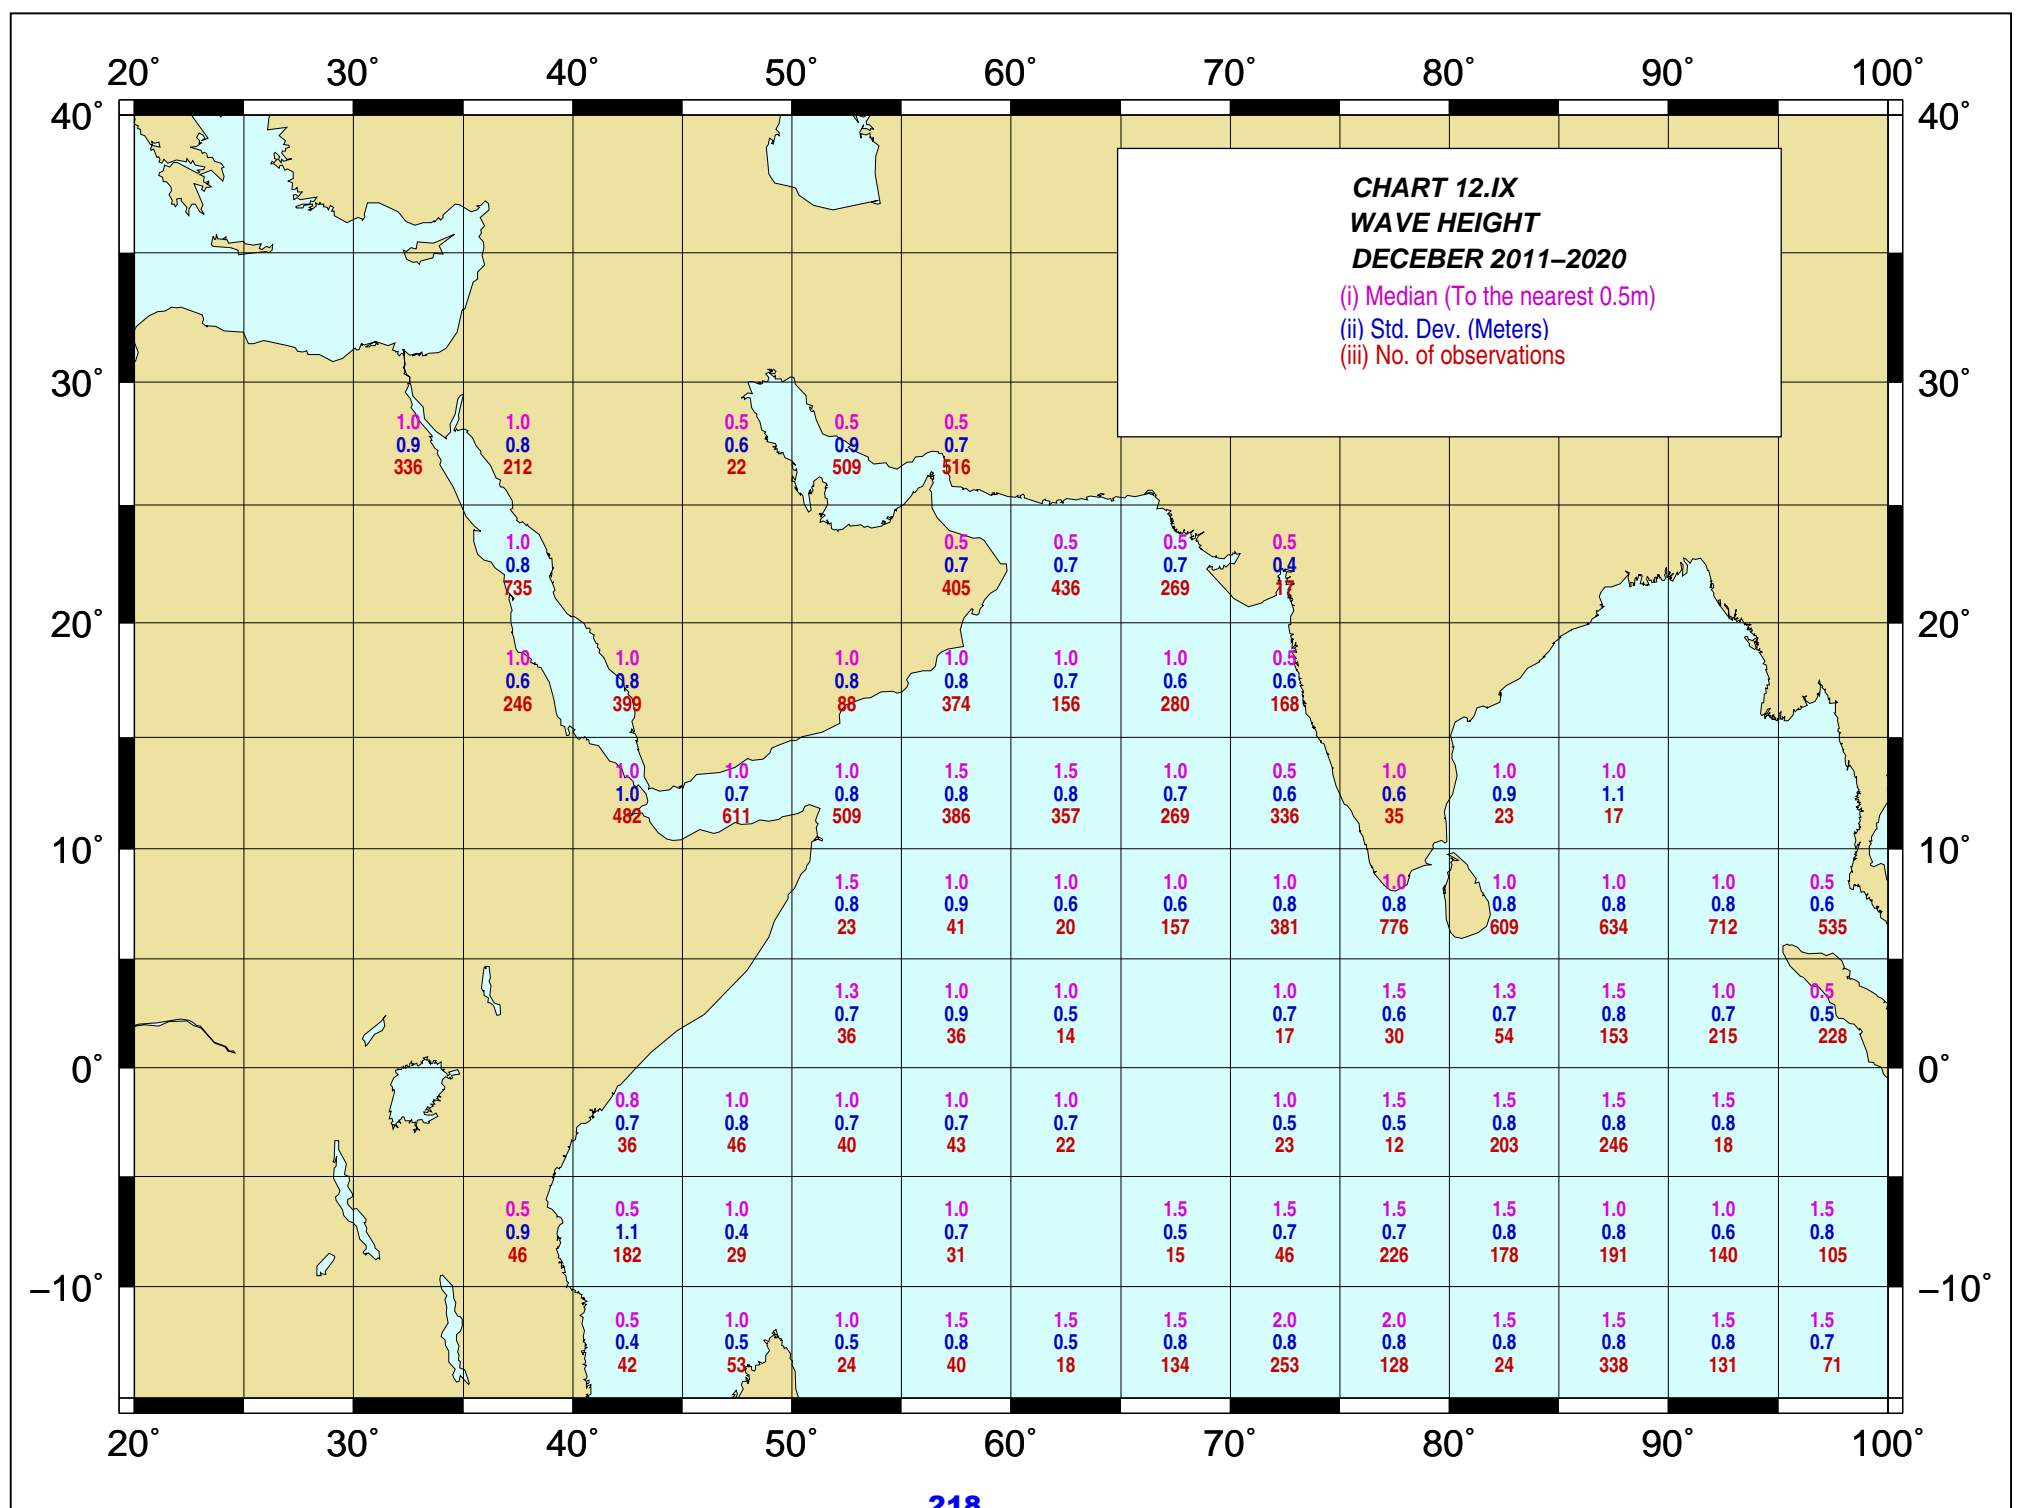 20° 30° 40° 50° 60° 70° 80° 90° 100°
40° 40°
CHART 12.IX
WAVE HEIGHT
DECEBER 2011–2020
(i) Median (To the nearest 0.5m)
(ii) Std. Dev. (Meters)
(iii) No. of observations
30° 30°
1.0 1.0 0.5 0.5 0.5
0.9 0.8 0.6 0.9 0.7
336 212 22 509 516
1.0 0.5 0.5 0.5 0.5
0.8 0.7 0.7 0.7 0.4
735 405 436 269 17
20° 20°
1.0 1.0 1.0 1.0 1.0 1.0 0.5
0.6 0.8 0.8 0.8 0.7 0.6 0.6
246 399 88 374 156 280 168
1.0 1.0 1.0 1.5 1.5 1.0 0.5 1.0 1.0 1.0
1.0 0.7 0.8 0.8 0.8 0.7 0.6 0.6 0.9 1.1
482 611 509 386 357 269 336 35 23 17
10° 10°
1.5 1.0 1.0 1.0 1.0 1.0 1.0 1.0 1.0 0.5
0.8 0.9 0.6 0.6 0.8 0.8 0.8 0.8 0.8 0.6
23 41 20 157 381 776 609 634 712 535
1.3 1.0 1.0 1.0 1.5 1.3 1.5 1.0 0.5
0.7 0.9 0.5 0.7 0.6 0.7 0.8 0.7 0.5
36 36 14 17 30 54 153 215 228
0° 0°
0.8 1.0 1.0 1.0 1.0 1.0 1.5 1.5 1.5 1.5
0.7 0.8 0.7 0.7 0.7 0.5 0.5 0.8 0.8 0.8
36 46 40 43 22 23 12 203 246 18
0.5 0.5 1.0 1.0 1.5 1.5 1.5 1.5 1.0 1.0 1.5
0.9 1.1 0.4 0.7 0.5 0.7 0.7 0.8 0.8 0.6 0.8
46 182 29 31 15 46 226 178 191 140 105
–10° –10°
0.5 1.0 1.0 1.5 1.5 1.5 2.0 2.0 1.5 1.5 1.5 1.5
0.4 0.5 0.5 0.8 0.5 0.8 0.8 0.8 0.8 0.8 0.8 0.7
42 53 24 40 18 134 253 128 24 338 131 71
20° 30° 40° 50° 60° 70° 80° 90° 100°
218